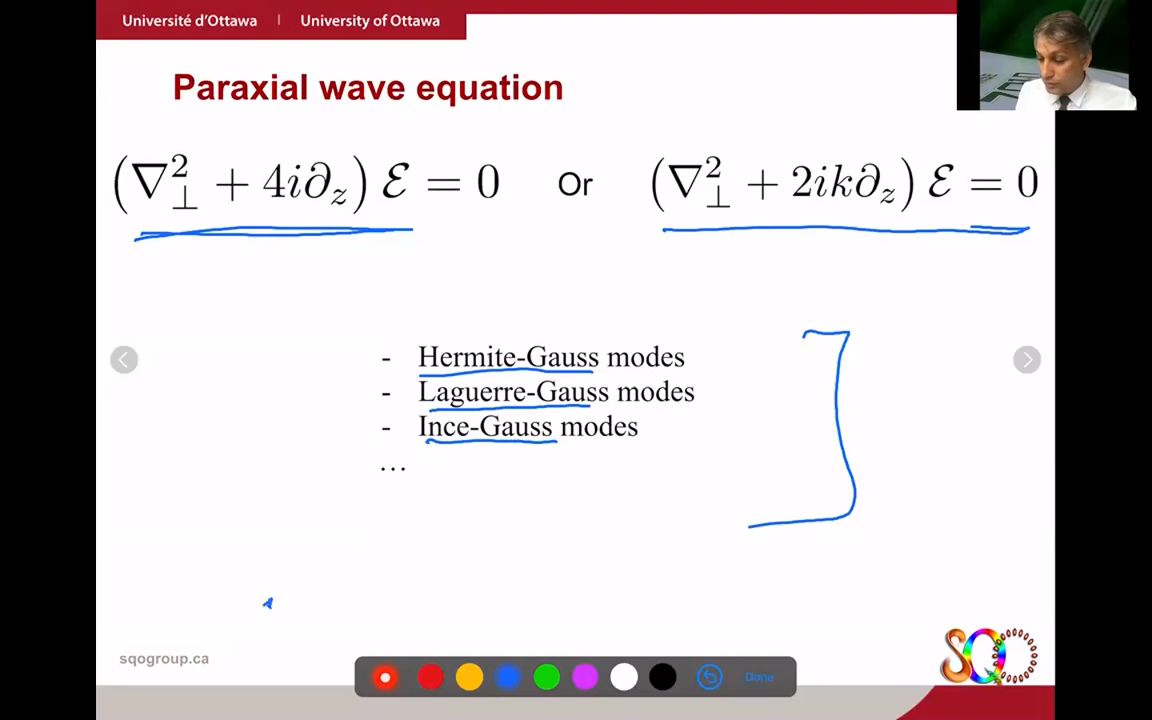 Université d'Ottawa | University of Ottawa
Paraxial wave equation
(∇²⊥ + 4i∂z) ℰ = 0 Or (∇²⊥ + 2ik∂z) ℰ = 0
- Hermite-Gauss modes
- Laguerre-Gauss modes
- Ince-Gauss modes
...
sqogroup.ca
SQO
Done